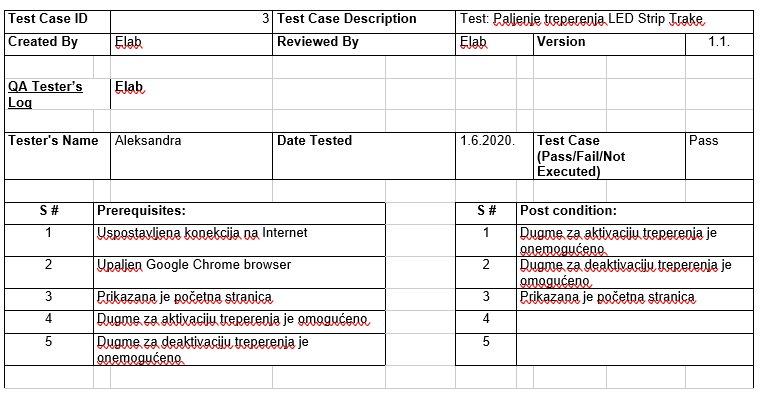 Test Case ID 3 Test Case Description Test: Paljenje treperenja LED Strip Trake
Created By Elab Reviewed By Elab Version 1.1.
QA Tester's Elab
Log
Tester's Name Aleksandra Date Tested 1.6.2020. Test Case Pass
(Pass/Fail/Not
Executed)
S # Prerequisites: S # Post condition:
1 Uspostavljena konekcija na Internet 1 Dugme za aktivaciju treperenja je
onemogućeno
2 Upaljen Google Chrome browser 2 Dugme za deaktivaciju treperenja je
omogućeno
3 Prikazana je početna stranica 3 Prikazana je početna stranica
4 Dugme za aktivaciju treperenja je omogućeno 4
5 Dugme za deaktivaciju treperenja je 5
onemogućeno